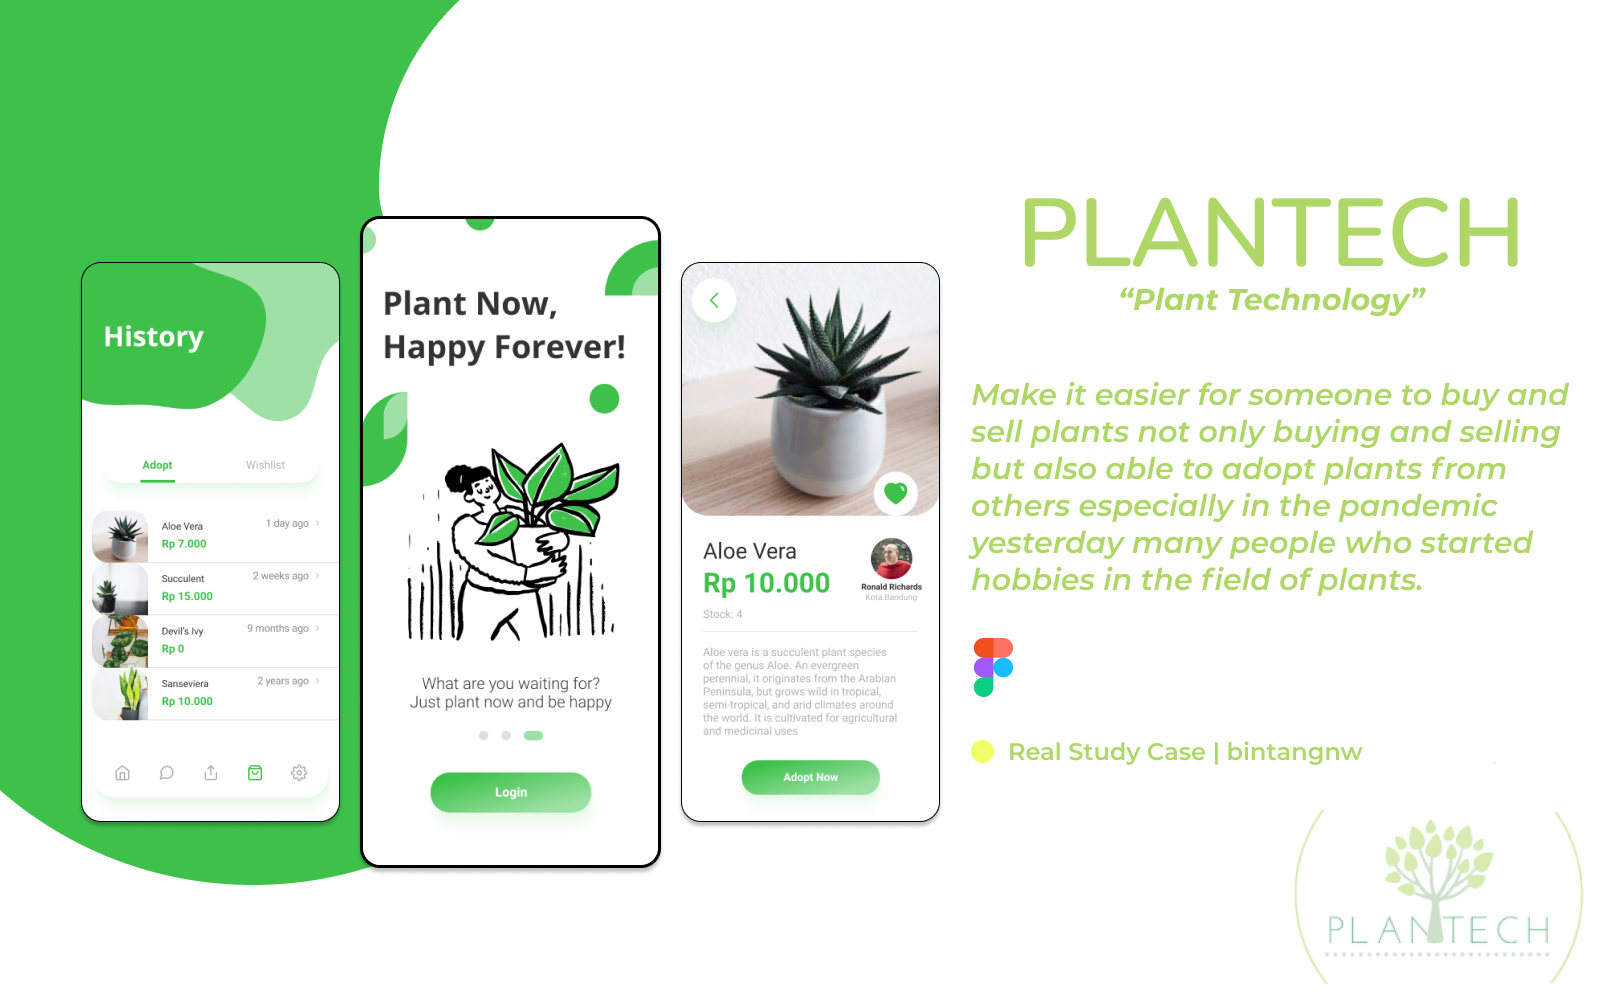 History
Adopt
Wishlist
Aloe Vera
1 day ago
Rp 7.000
Succulent
2 weeks ago
Rp 15.000
Devil's Ivy
9 months ago
Rp 0
Sanseviera
2 years ago
Rp 10.000
Plant Now,
Happy Forever!
What are you waiting for?
Just plant now and be happy
Login
Aloe Vera
Rp 10.000
Ronald Richards
Kota Bandung
Stock: 4
Aloe vera is a succulent plant species
of the genus Aloe. An evergreen
perennial, it originates from the Arabian
Peninsula, but grows wild in tropical,
semi-tropical, and arid climates around
the world. It is cultivated for agricultural
and medicinal uses
Adopt Now
PLANTECH
“Plant Technology”
Make it easier for someone to buy and
sell plants not only buying and selling
but also able to adopt plants from
others especially in the pandemic
yesterday many people who started
hobbies in the field of plants.
Real Study Case | bintangnw
PLANTECH